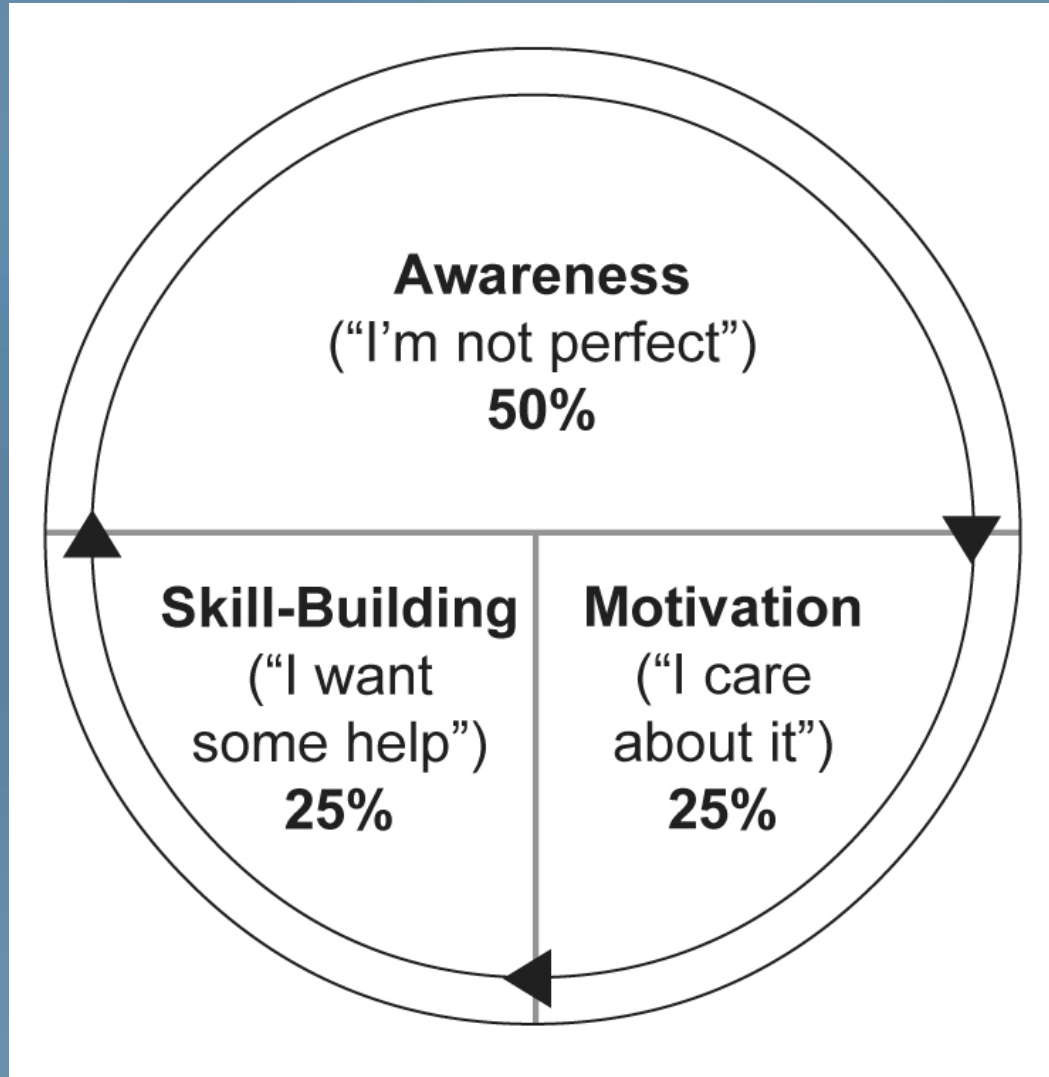 Awareness
(“I’m not perfect”)
50%
Skill-Building
(“I want
some help”)
25%
Motivation
(“I care
about it”)
25%